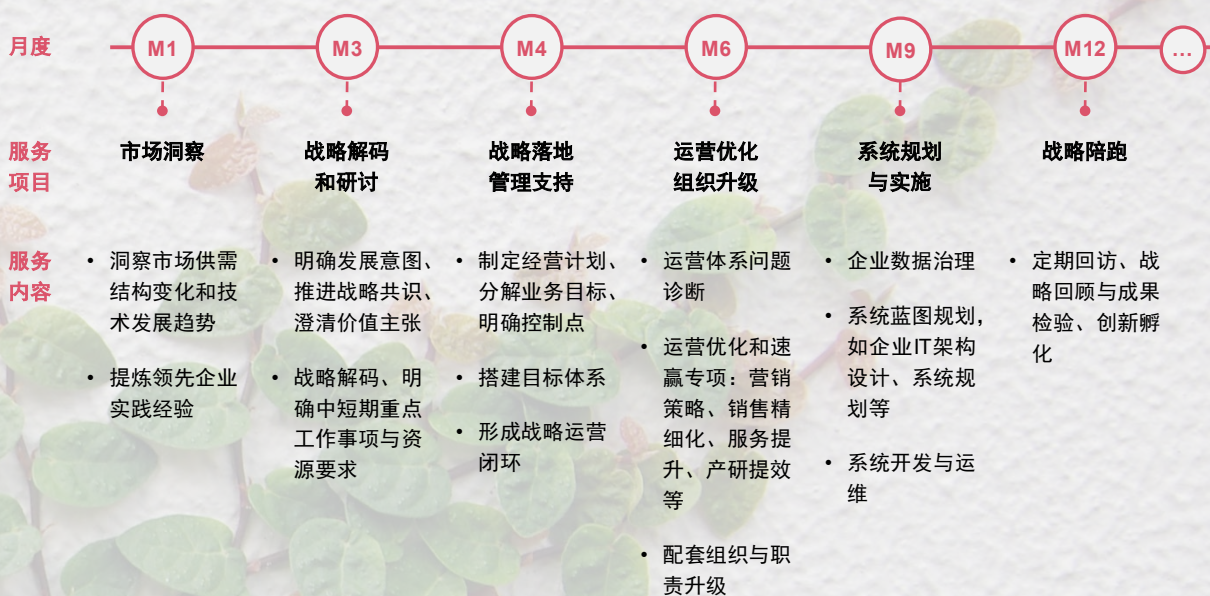 月度
M1
M3
M4
M6
M9
M12
...
服务
项目
市场洞察
战略解码
和研讨
战略落地
管理支持
运营优化
组织升级
系统规划
与实施
战略陪跑
服务
内容
• 洞察市场供需
结构变化和技
术发展趋势
• 提炼领先企业
实践经验
• 明确发展意图、
推进战略共识、
澄清价值主张
• 战略解码、明
确中短期重点
工作事项与资
源要求
• 制定经营计划、
分解业务目标、
明确控制点
• 搭建目标体系
• 形成战略运营
闭环
• 运营体系问题
诊断
• 运营优化和速
赢专项：营销
策略、销售精
细化、服务提
升、产研提效
等
• 配套组织与职
责升级
• 企业数据治理
• 系统蓝图规划，
如企业IT架构
设计、系统规
划等
• 系统开发与运
维
• 定期回访、战
略回顾与成果
检验、创新孵
化